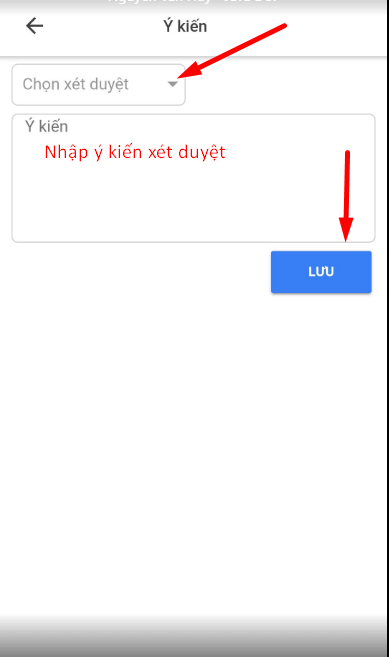 Ý kiến
Chọn xét duyệt
Ý kiến
Nhập ý kiến xét duyệt
LƯU